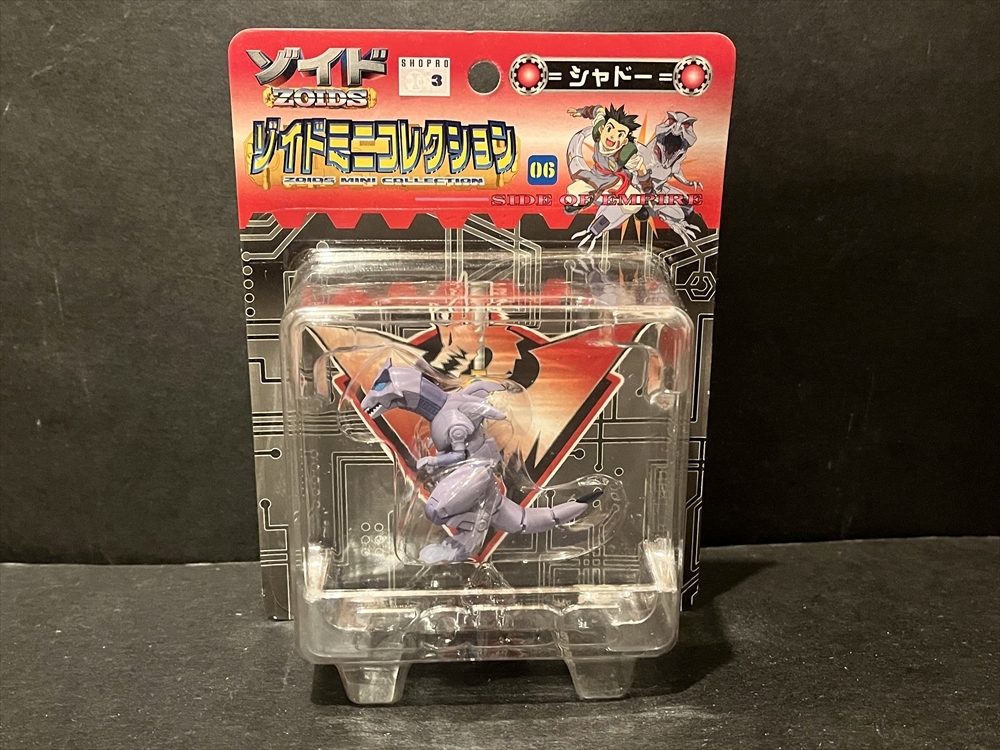 ゾイド
ZOIDS
SHOPRO
3
=シャドー=
ゾイドミニコレクション
ZOIDS MINI COLLECTION
06
SIDE OF EMPIRE